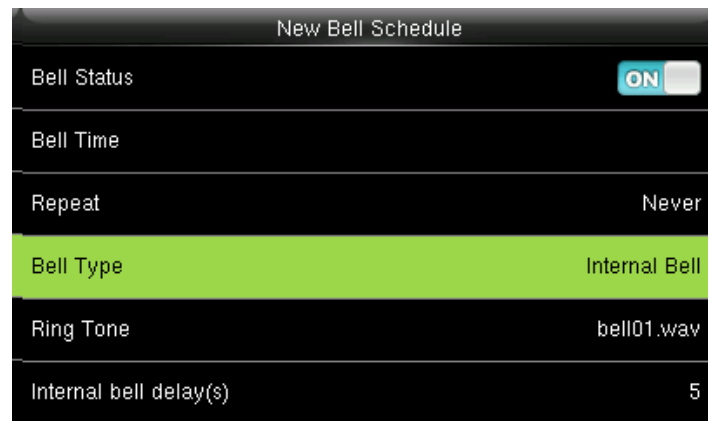 New Bell Schedule
Bell Status ON
Bell Time
Repeat Never
Bell Type Internal Bell
Ring Tone bell01.wav
Internal bell delay(s) 5